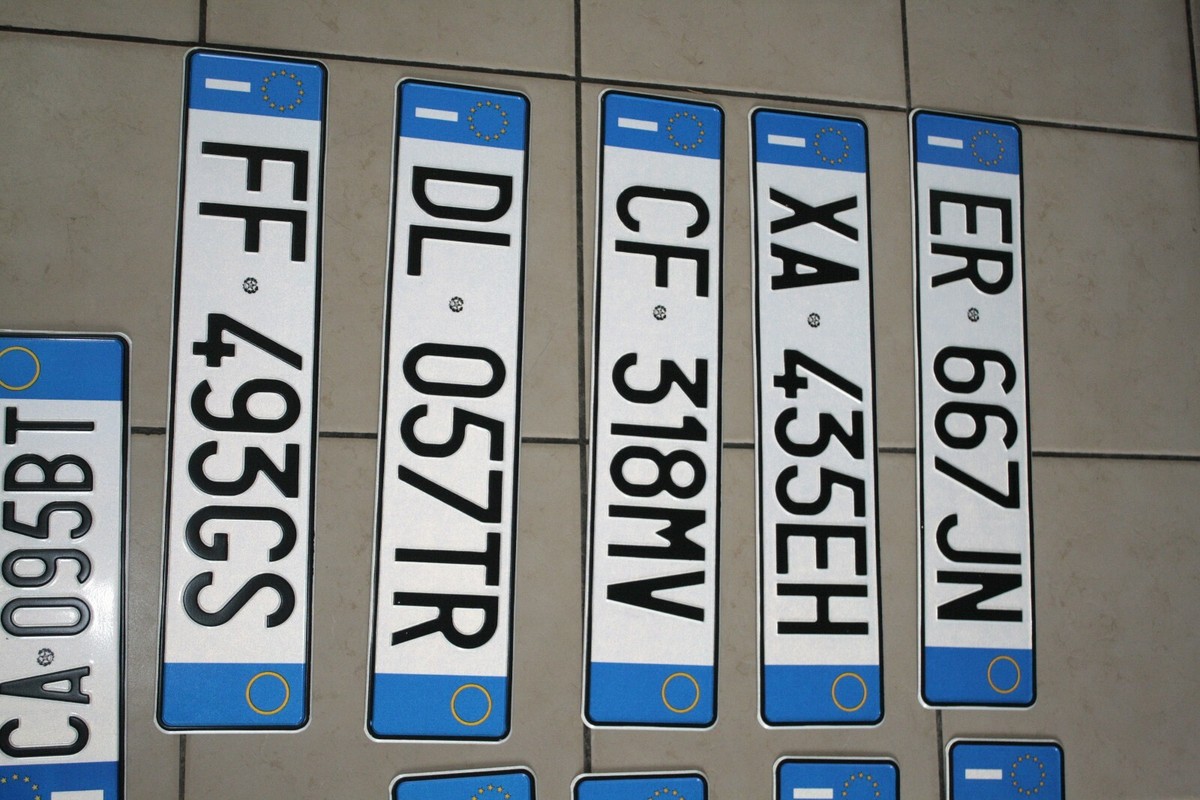 CA 095BT
I
FF 493GS
I
DL 057TR
I
CF 318MV
I
XA 435EH
I
ER 667JN
I
I